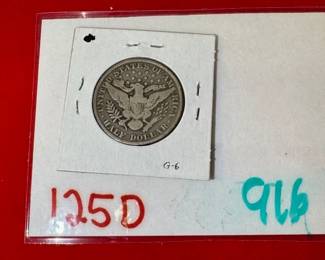 UNITED STATES OF AMERICA
HALF DOLLAR
G-6
125D
916